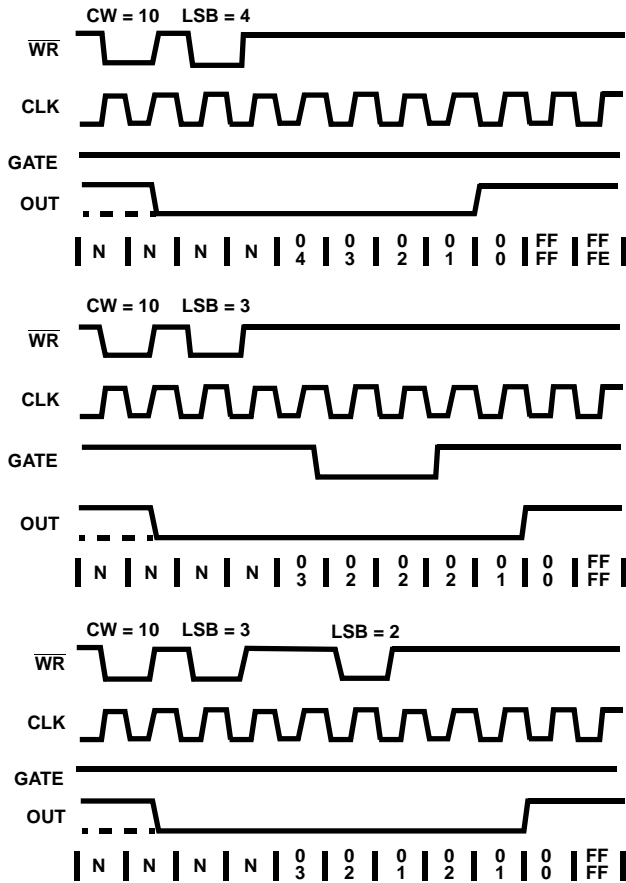 CW = 10 LSB = 4
WR
CLK
GATE
OUT
N N N N 0 0 0 0 0 FF FF
4 3 2 1 0 FF FE
CW = 10 LSB = 3
WR
CLK
GATE
OUT
N N N N 0 0 0 0 0 0 FF
3 2 2 2 1 0 FF
CW = 10 LSB = 3 LSB = 2
WR
CLK
GATE
OUT
N N N N 0 0 0 0 0 0 FF
3 2 1 2 1 0 FF